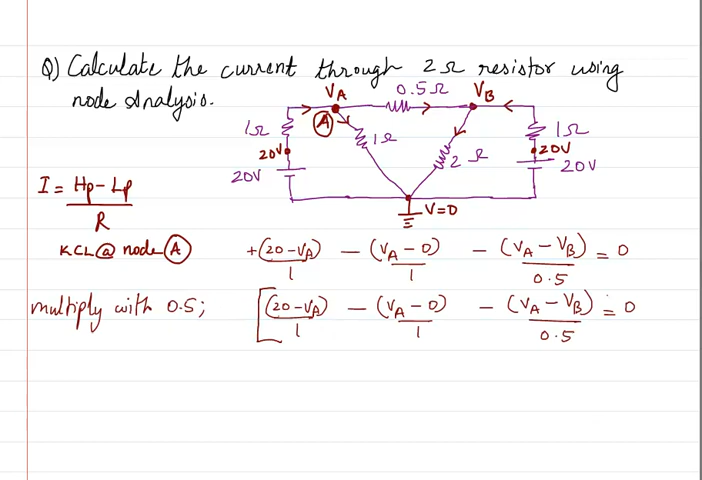 Q) Calculate the current through 2Ω resistor using
node Analysis.
VA 0.5Ω VB
1Ω A 1Ω 2Ω 1Ω
20V 20V
20V 20V
V=0
I = Hp - Lp / R
KCL @ node A +(20-VA)/1 - (VA-0)/1 - (VA-VB)/0.5 = 0
multiply with 0.5; [(20-VA)/1 - (VA-0)/1 - (VA-VB)/0.5 = 0